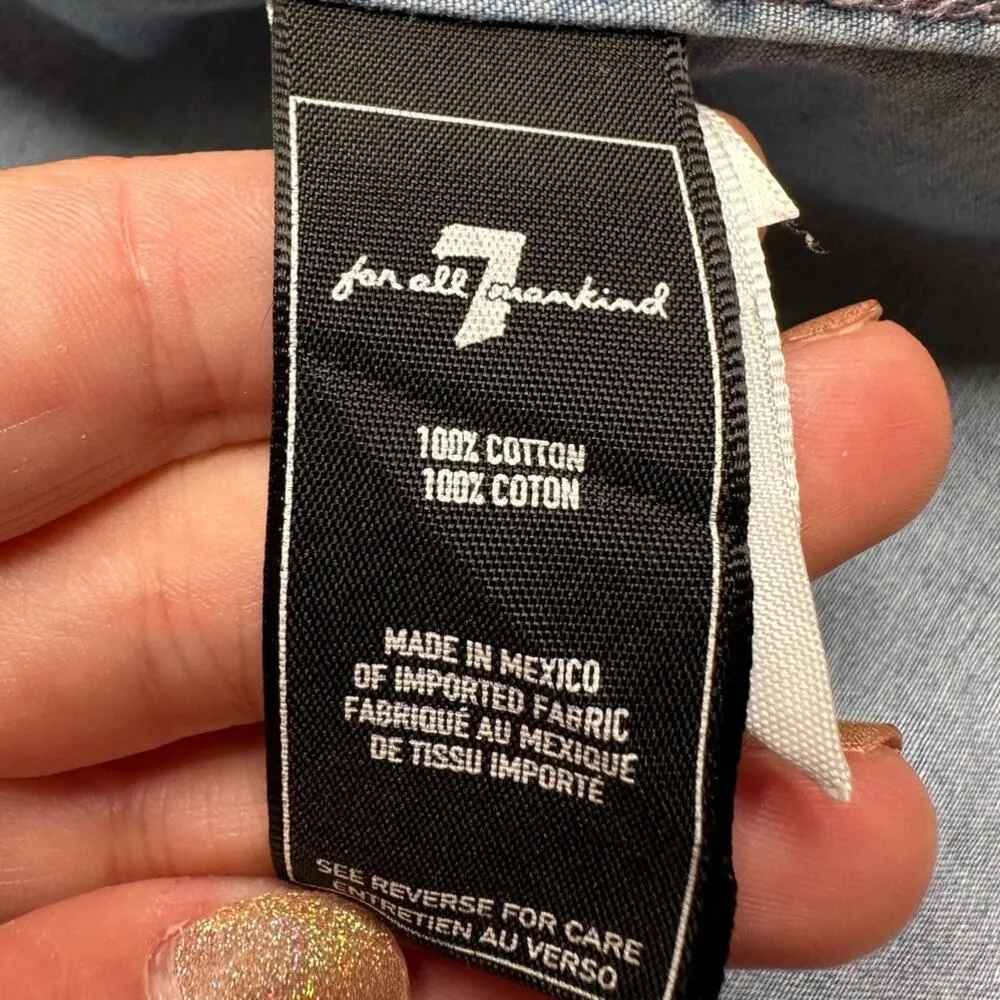 7
for all mankind
100% COTTON
100% COTON
MADE IN MEXICO
OF IMPORTED FABRIC
FABRIQUÉ AU MEXIQUE
DE TISSU IMPORTÉ
SEE REVERSE FOR CARE
ENTRETIEN AU VERSO